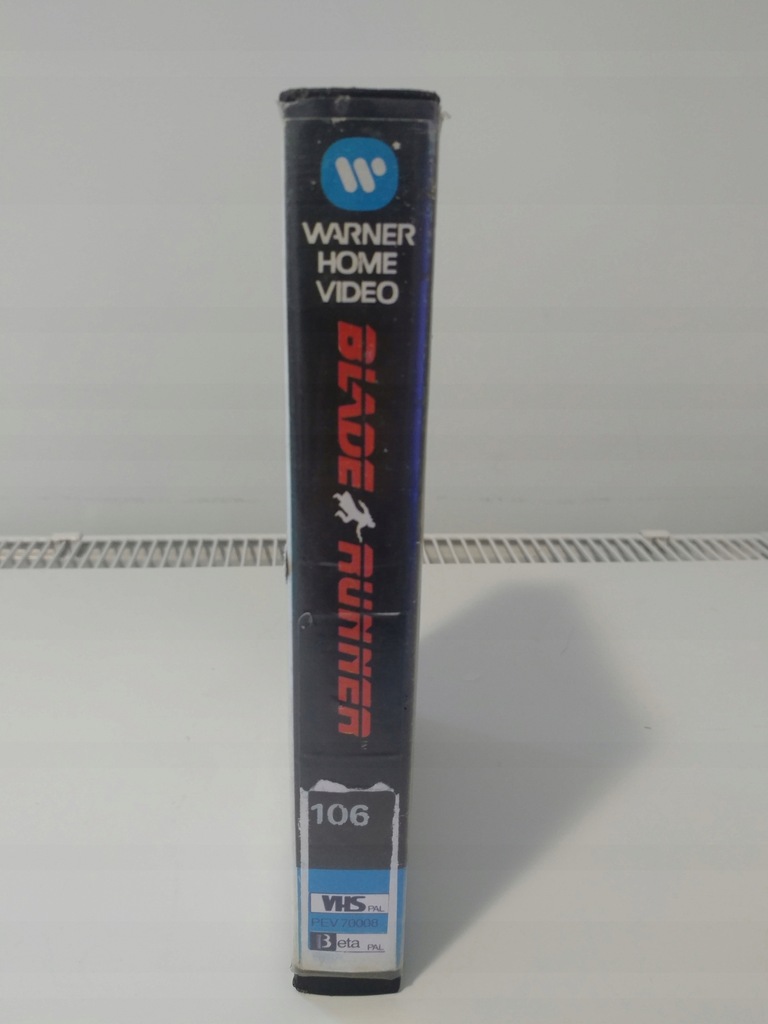 WARNER
HOME
VIDEO
BLADE RUNNER
106
VHS PAL
PEV 70008
Beta PAL